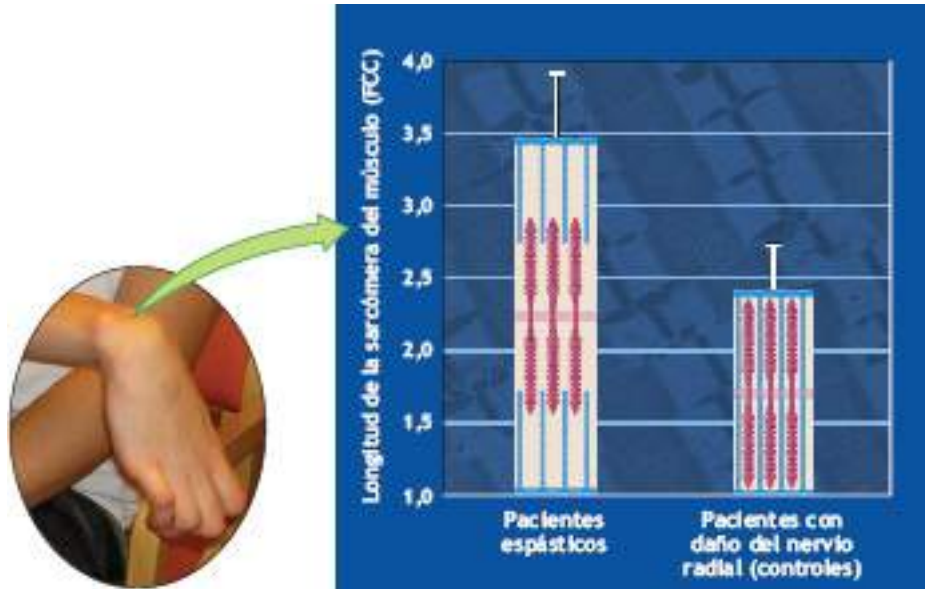 Longitud de la sarcómera del músculo (FCC)
4,0
3,5
3,0
2,5
2,0
1,5
1,0
Pacientes
espásticos
Pacientes con
daño del nervio
radial (controles)